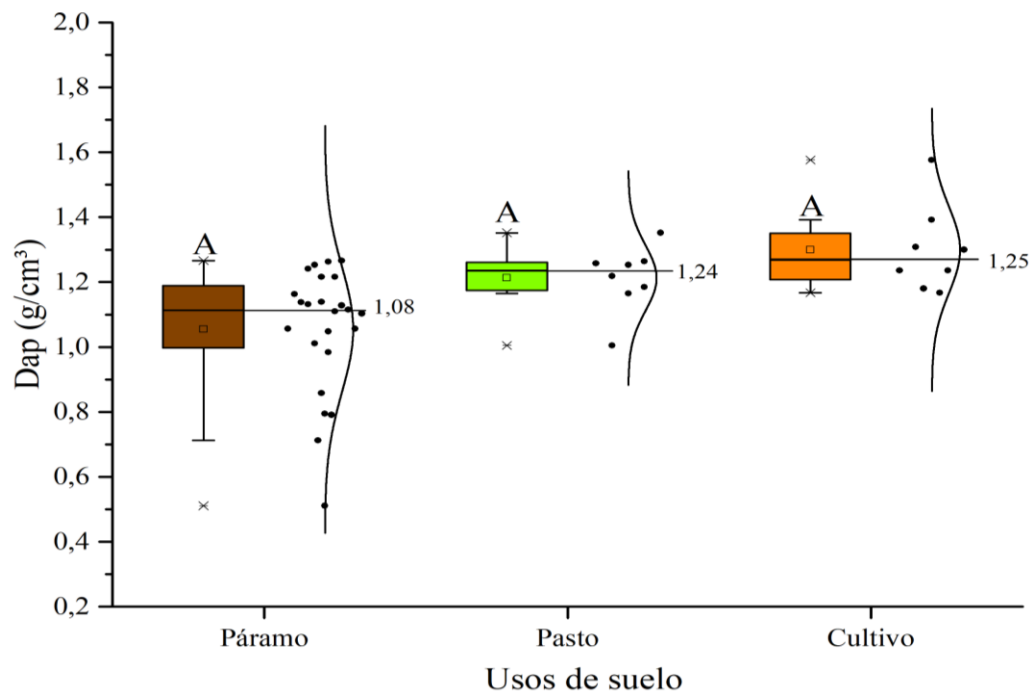 2,0
1,8
1,6
1,4
1,2
1,0
0,8
0,6
0,4
0,2
Dap (g/cm³)
A
1,08
A
1,24
A
1,25
Páramo
Pasto
Cultivo
Usos de suelo